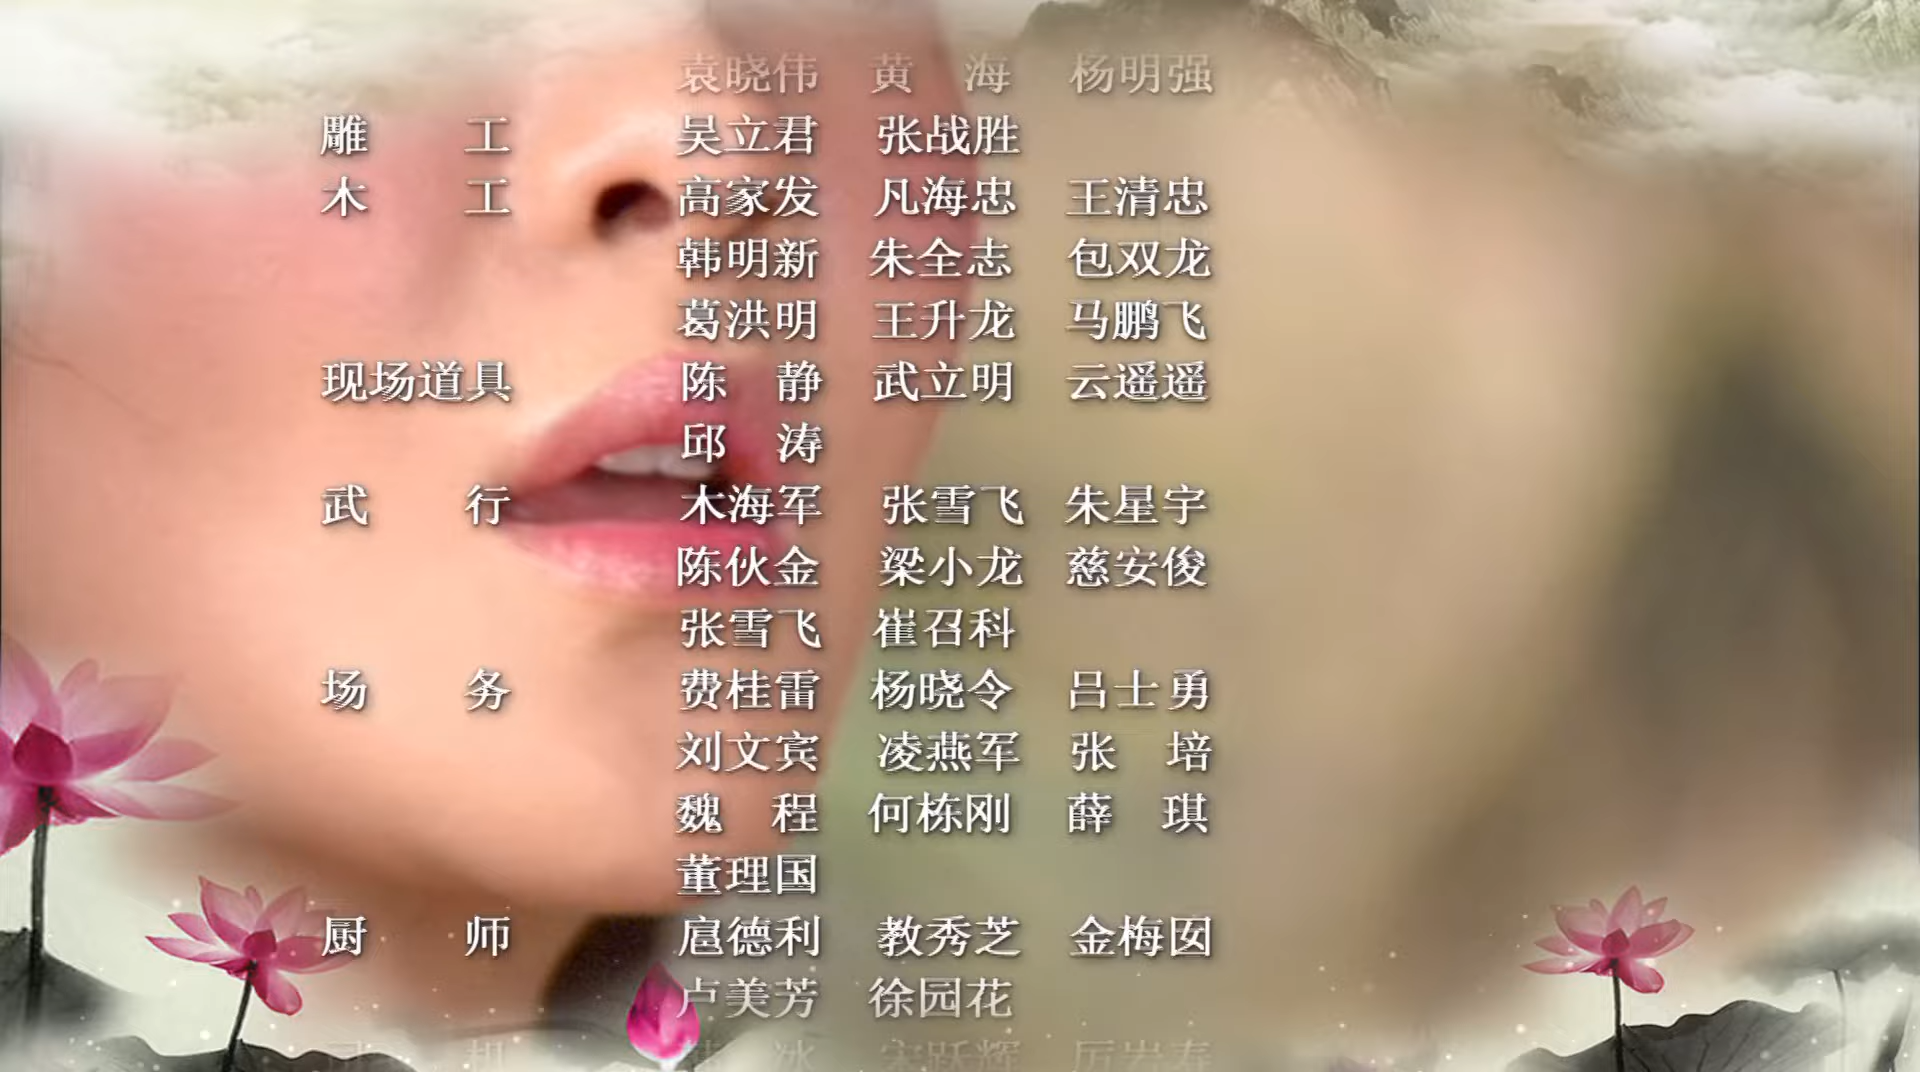 袁晓伟 黄 海 杨明强
雕 工 吴立君 张战胜
木 工 高家发 凡海忠 王清忠
韩明新 朱全志 包双龙
葛洪明 王升龙 马鹏飞
现场道具 陈 静 武立明 云遥遥
邱 涛
武 行 木海军 张雪飞 朱星宇
陈伙金 梁小龙 慈安俊
张雪飞 崔召科
场 务 费桂雷 杨晓令 吕士勇
刘文宾 凌燕军 张 培
魏 程 何栋刚 薛 琪
董理国
厨 师 扈德利 教秀芝 金梅囡
卢美芳 徐园花
司 机 冰 宋跃辉